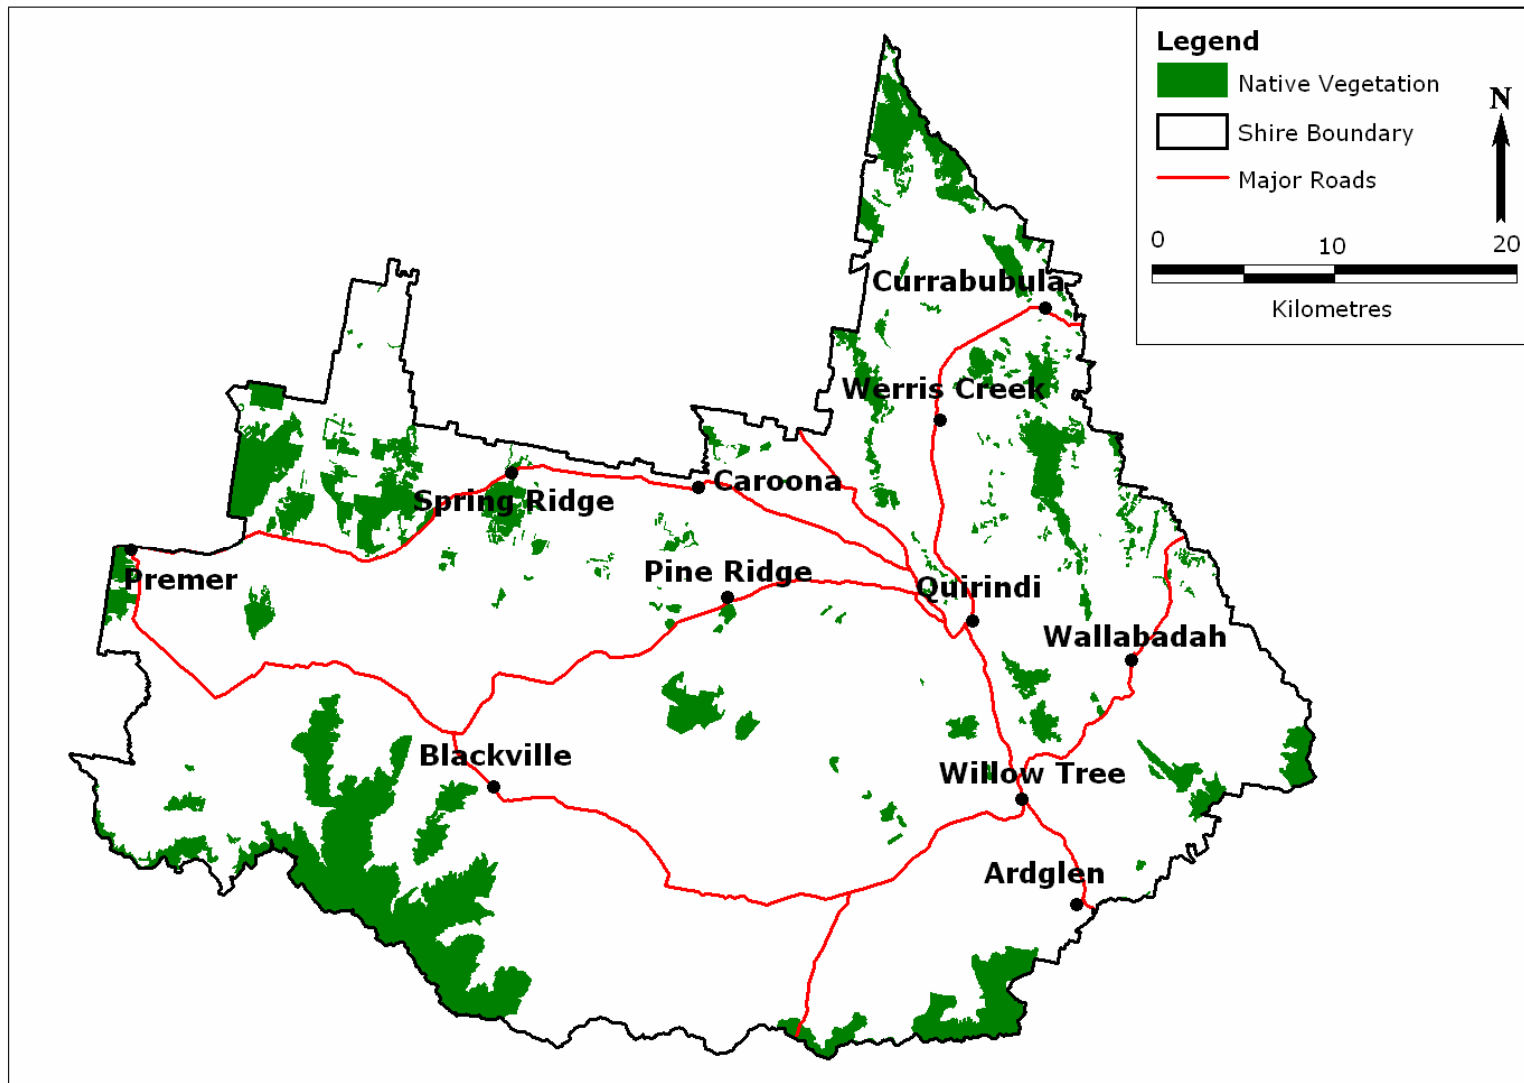 Legend
Native Vegetation
Shire Boundary
Major Roads
N
0 10 20
Kilometres
Currabubula
Werris Creek
Caroona
Spring Ridge
Pine Ridge
Premer
Quirindi
Wallabadah
Blackville
Willow Tree
Ardglen